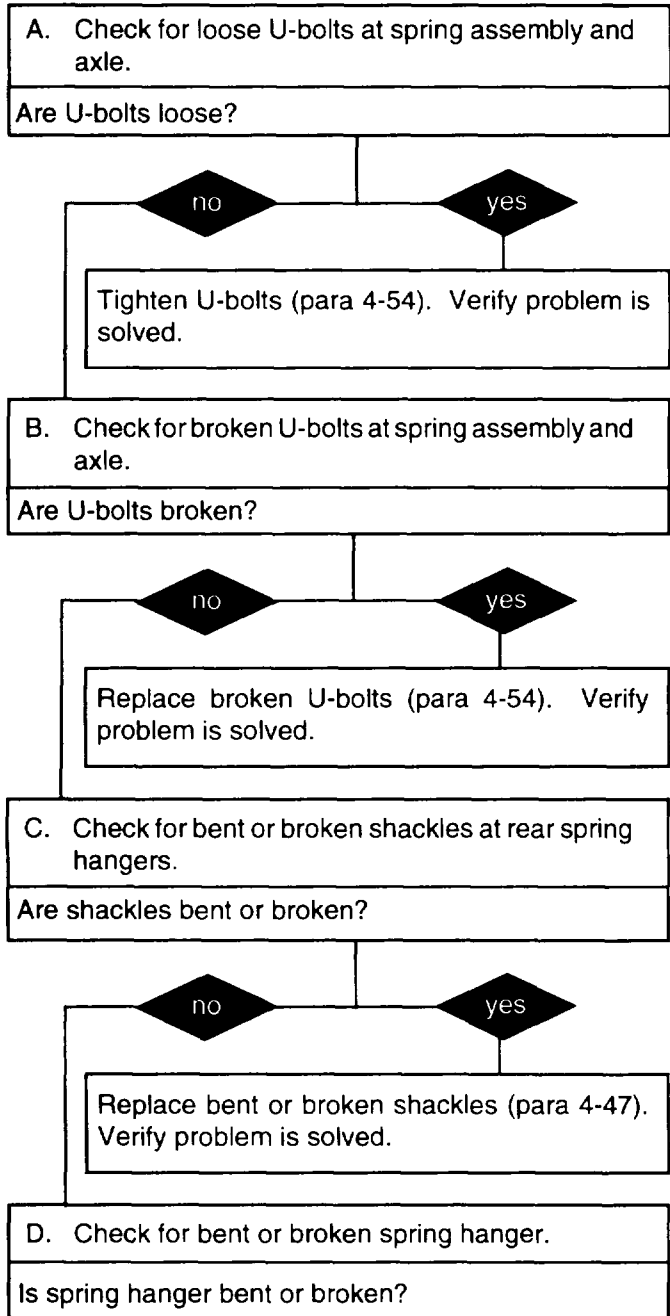 A. Check for loose U-bolts at spring assembly and
axle.
Are U-bolts loose?
no
yes
Tighten U-bolts (para 4-54). Verify problem is
solved.
B. Check for broken U-bolts at spring assembly and
axle.
Are U-bolts broken?
no
yes
Replace broken U-bolts (para 4-54). Verify
problem is solved.
C. Check for bent or broken shackles at rear spring
hangers.
Are shackles bent or broken?
no
yes
Replace bent or broken shackles (para 4-47).
Verify problem is solved.
D. Check for bent or broken spring hanger.
Is spring hanger bent or broken?